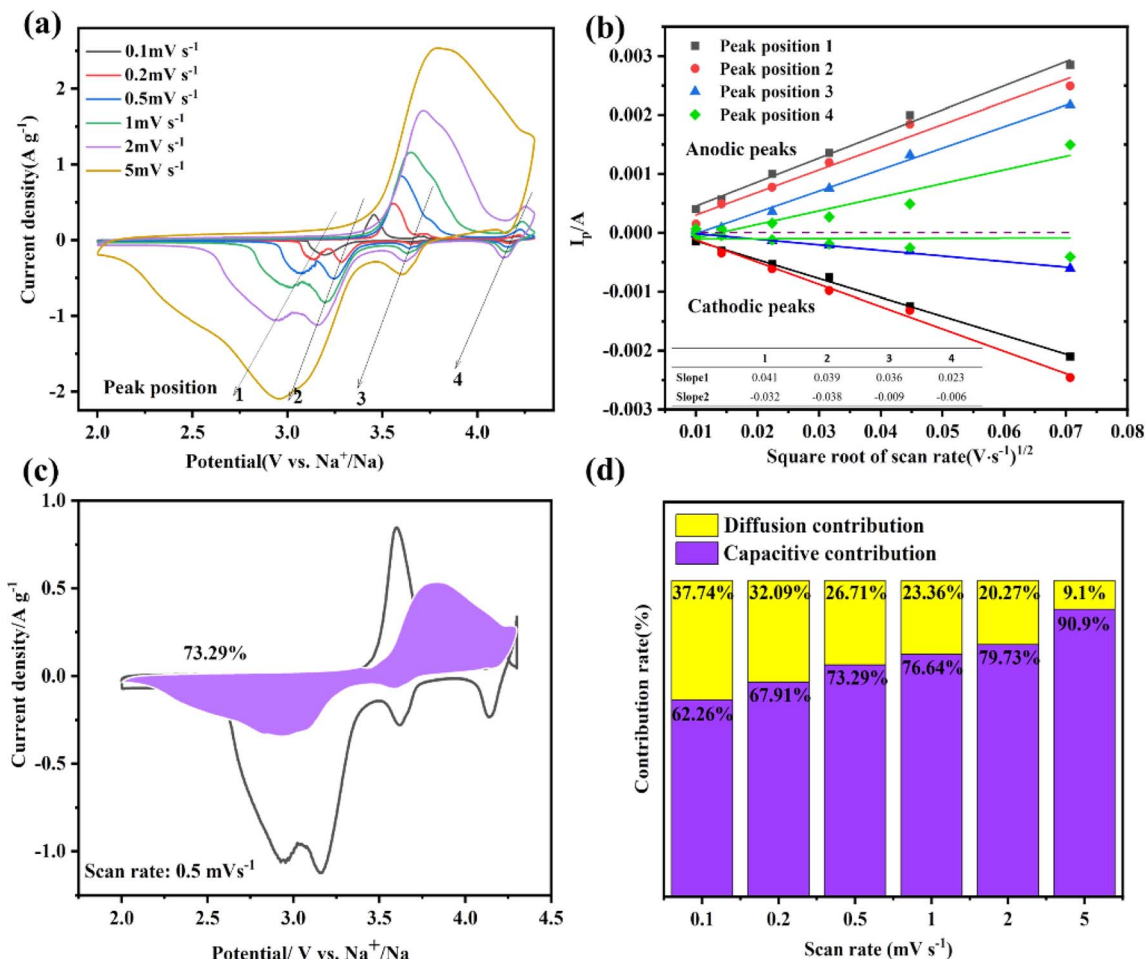 (a)
0.1mV s⁻¹
0.2mV s⁻¹
0.5mV s⁻¹
1mV s⁻¹
2mV s⁻¹
5mV s⁻¹
2
1
0
-1
-2
Current density(A g⁻¹)
Peak position
1
2
3
4
2.0
2.5
3.0
3.5
4.0
Potential(V vs. Na⁺/Na)
(b)
Peak position 1
Peak position 2
Peak position 3
Peak position 4
Anodic peaks
Cathodic peaks
0.003
0.002
0.001
0.000
-0.001
-0.002
-0.003
Iₚ/A
1 2 3 4
Slope1 0.041 0.039 0.036 0.023
Slope2 -0.032 -0.038 -0.009 -0.006
0.01 0.02 0.03 0.04 0.05 0.06 0.07 0.08
Square root of scan rate(V·s⁻¹)¹/²
(c)
1.0
0.5
0.0
-0.5
-1.0
Current density/A g⁻¹
73.29%
Scan rate: 0.5 mVs⁻¹
2.0 2.5 3.0 3.5 4.0 4.5
Potential/ V vs. Na⁺/Na
(d)
Diffusion contribution
Capacitive contribution
37.74% 32.09% 26.71% 23.36% 20.27% 9.1%
62.26% 67.91% 73.29% 76.64% 79.73% 90.9%
Contribution rate(%)
0.1 0.2 0.5 1 2 5
Scan rate (mV s⁻¹)